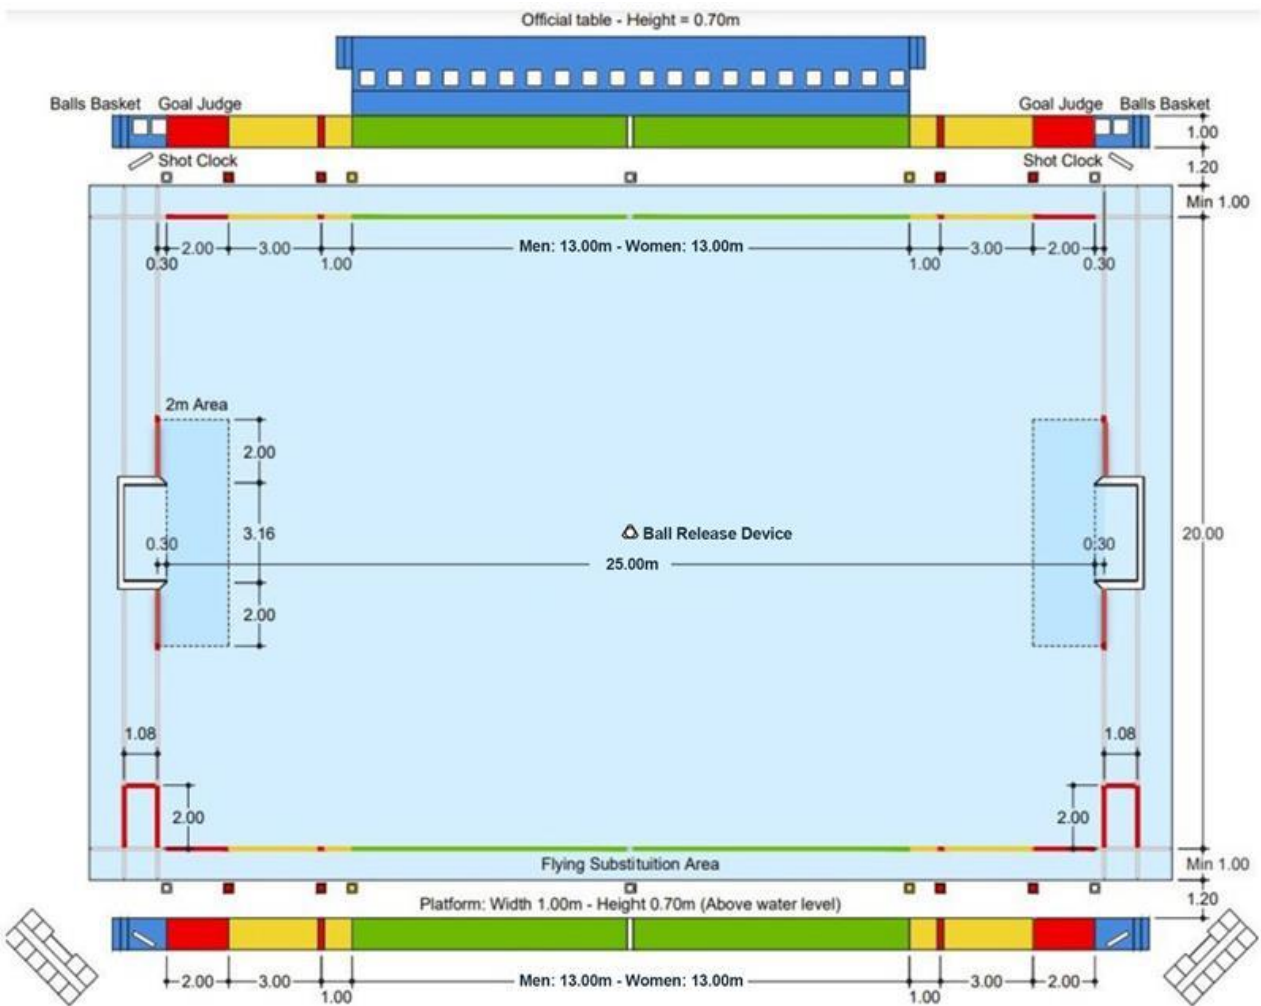 Official table - Height = 0.70m
Balls Basket Goal Judge Goal Judge Balls Basket
1.00
Shot Clock Shot Clock
1.20
Min 1.00
2.00 3.00 Men: 13.00m - Women: 13.00m 3.00 2.00
0.30 1.00 1.00 0.30
2m Area
2.00
3.16 Ball Release Device 20.00
0.30 0.30
25.00m
2.00
1.08 1.08
2.00 2.00
Flying Substituition Area Min 1.00
Platform: Width 1.00m - Height 0.70m (Above water level) 1.20
2.00 3.00 Men: 13.00m - Women: 13.00m 3.00 2.00
1.00 1.00